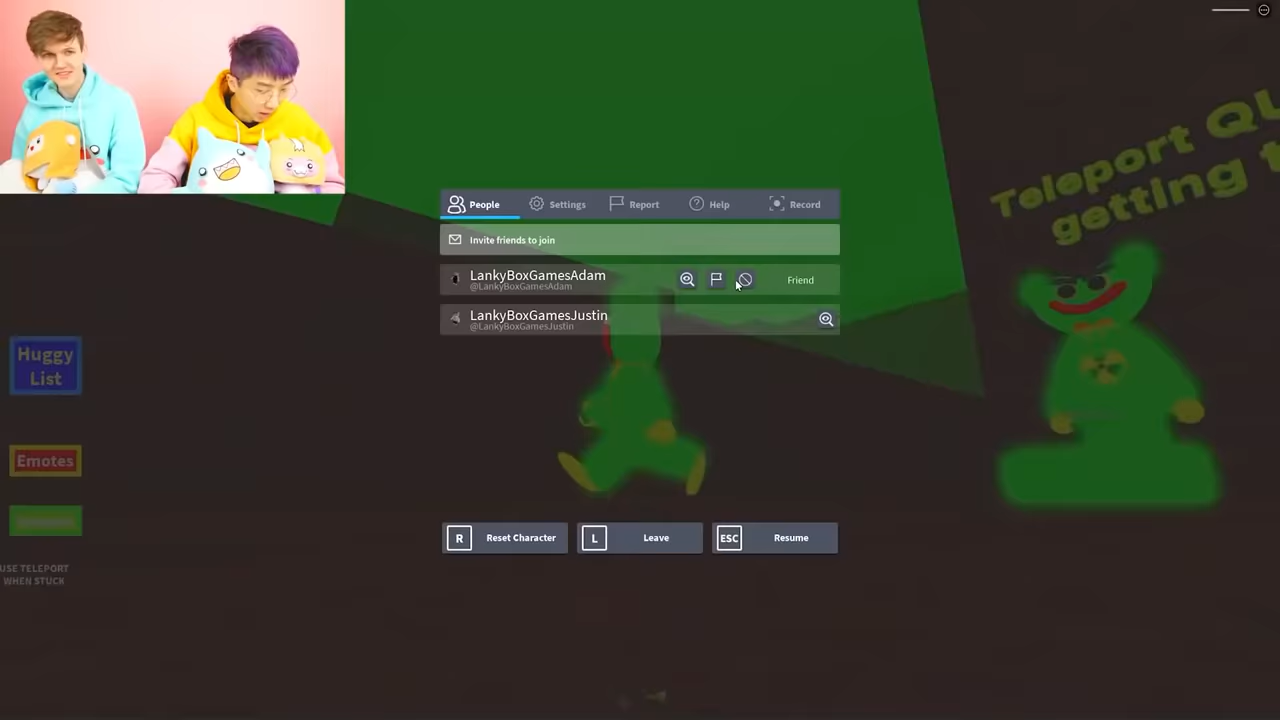 People
Settings
Report
Help
Record
Invite friends to join
LankyBoxGamesAdam
@LankyBoxGamesAdam
Friend
LankyBoxGamesJustin
@LankyBoxGamesJustin
Teleport
getting
Huggy
List
Emotes
USE TELEPORT
WHEN STUCK
R
Reset Character
L
Leave
ESC
Resume